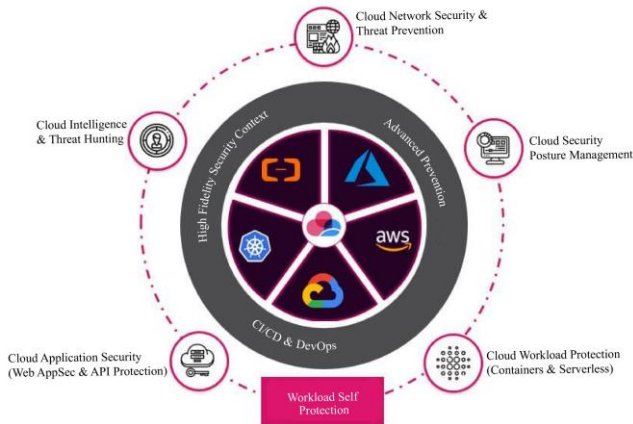 Cloud Network Security &
Threat Prevention
Cloud Intelligence
& Threat Hunting
Cloud Security
Posture Management
High Fidelity Security Context
Advanced Prevention
aws
CI/CD & DevOps
Cloud Application Security
(Web AppSec & API Protection)
Cloud Workload Protection
(Containers & Serverless)
Workload Self
Protection